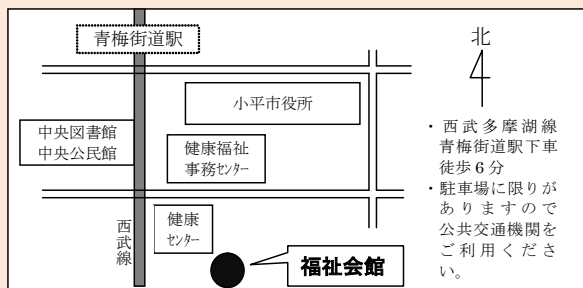 青梅街道駅
北
小平市役所
中央図書館
中央公民館
健康福祉
事務センター
西武線
健康
センター
福祉会館
・西武多摩湖線
青梅街道駅下車
徒歩6分
・駐車場に限りが
ありますので
公共交通機関を
ご利用くださ
い。